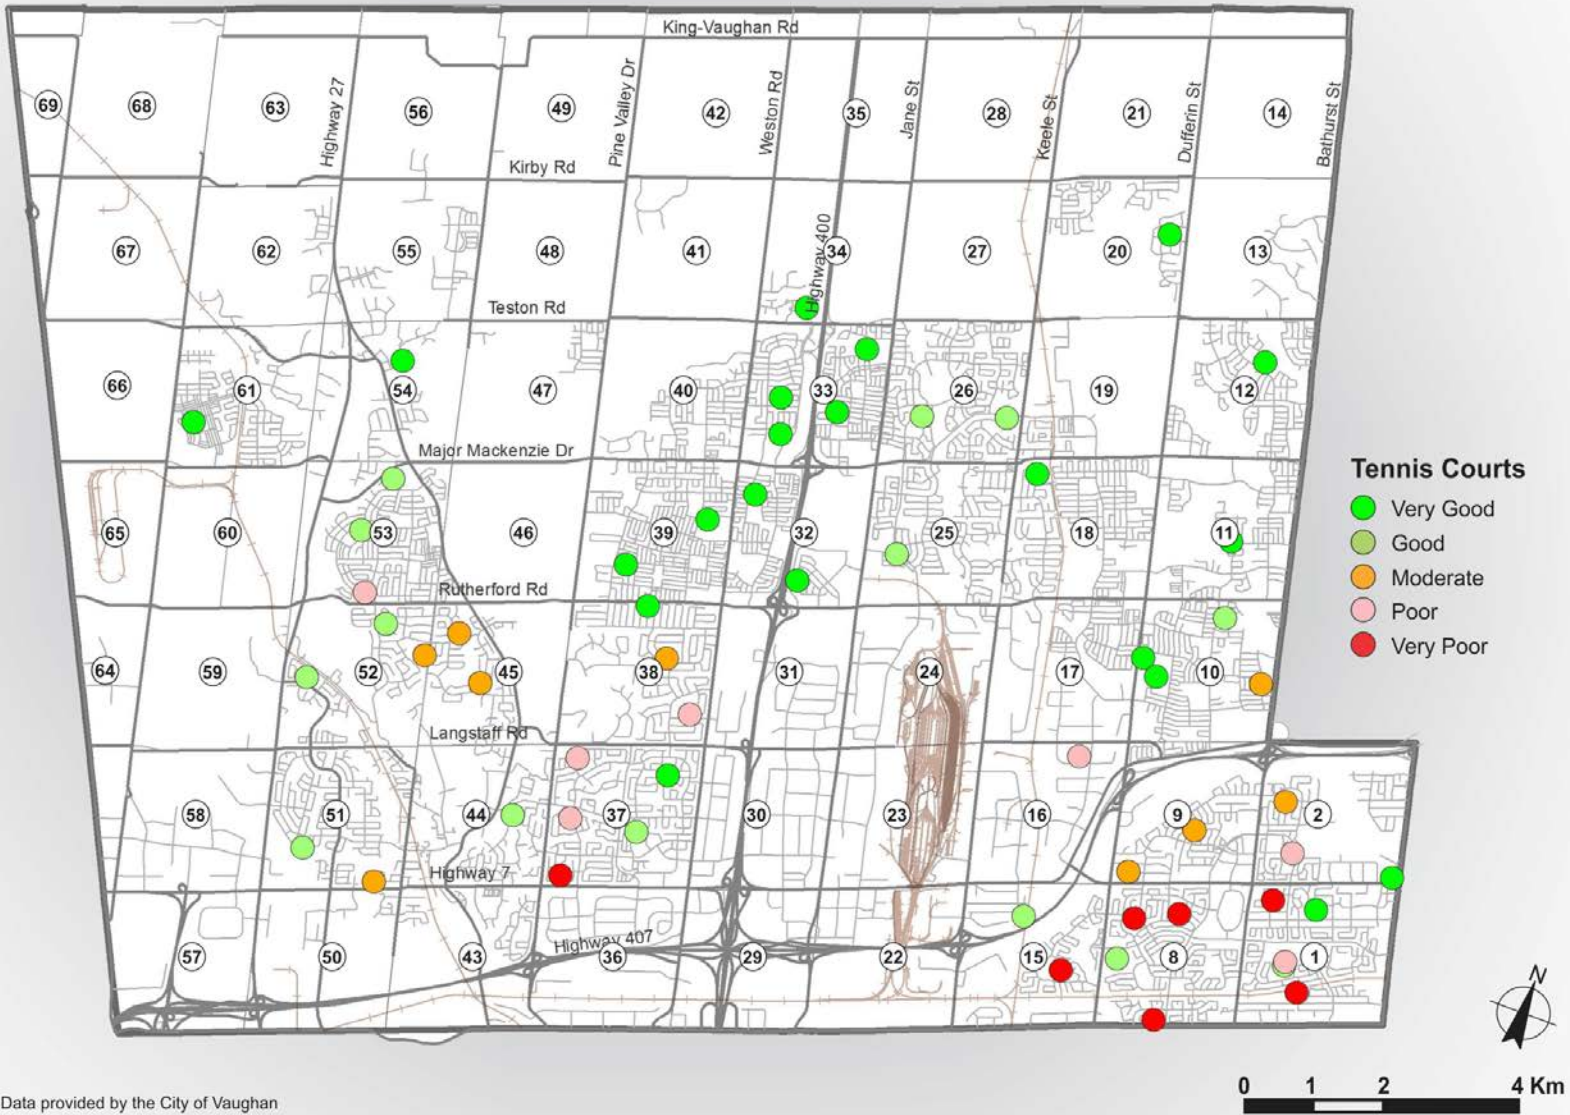 King-Vaughan Rd
69
68
63
Highway 27
56
49
Pine Valley Dr
42
Weston Rd
35
Jane St
28
Keele St
21
Dufferin St
14
Bathurst St
Kirby Rd
67
62
55
48
41
Highway 400
34
27
20
13
Teston Rd
66
61
54
47
40
33
26
19
12
Major Mackenzie Dr
65
60
53
46
39
32
25
18
11
Rutherford Rd
64
59
52
45
38
31
24
17
10
Langstaff Rd
58
51
44
37
30
23
16
9
2
Highway 7
57
50
43
Highway 407
36
29
22
15
8
1
Tennis Courts
Very Good
Good
Moderate
Poor
Very Poor
N
0 1 2 4 Km
Data provided by the City of Vaughan